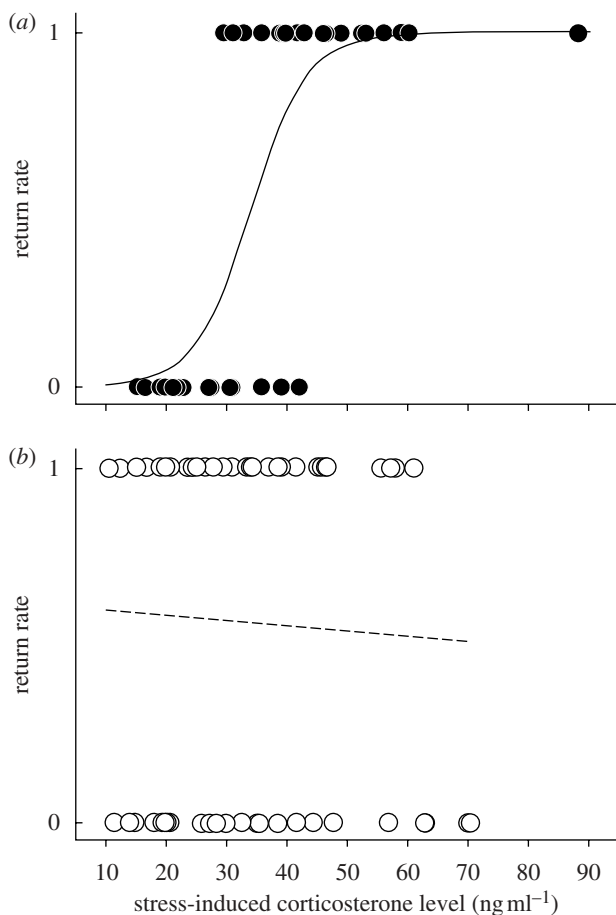 (a)
1
return rate
0
(b)
1
return rate
0
10 20 30 40 50 60 70 80 90
stress-induced corticosterone level (ng ml⁻¹)